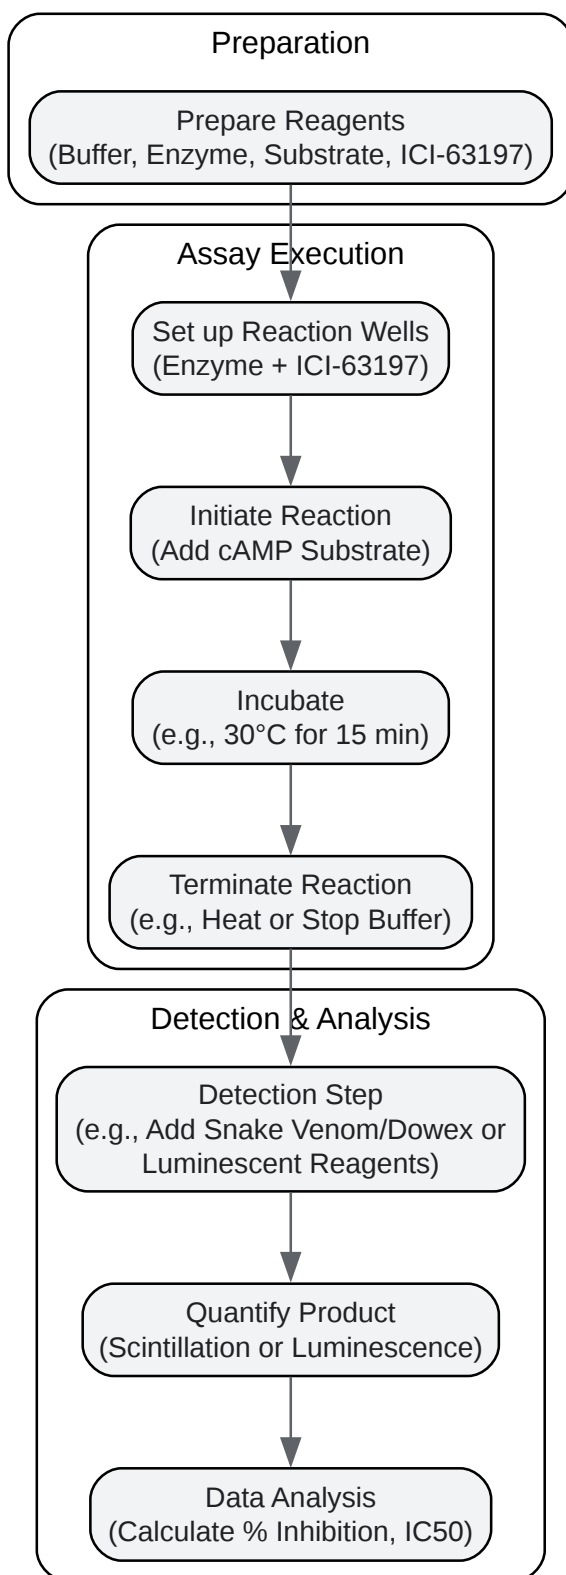 Preparation
Prepare Reagents
(Buffer, Enzyme, Substrate, ICI-63197)
Assay Execution
Set up Reaction Wells
(Enzyme + ICI-63197)
Initiate Reaction
(Add cAMP Substrate)
Incubate
(e.g., 30°C for 15 min)
Terminate Reaction
(e.g., Heat or Stop Buffer)
Detection & Analysis
Detection Step
(e.g., Add Snake Venom/Dowex or
Luminescent Reagents)
Quantify Product
(Scintillation or Luminescence)
Data Analysis
(Calculate % Inhibition, IC50)